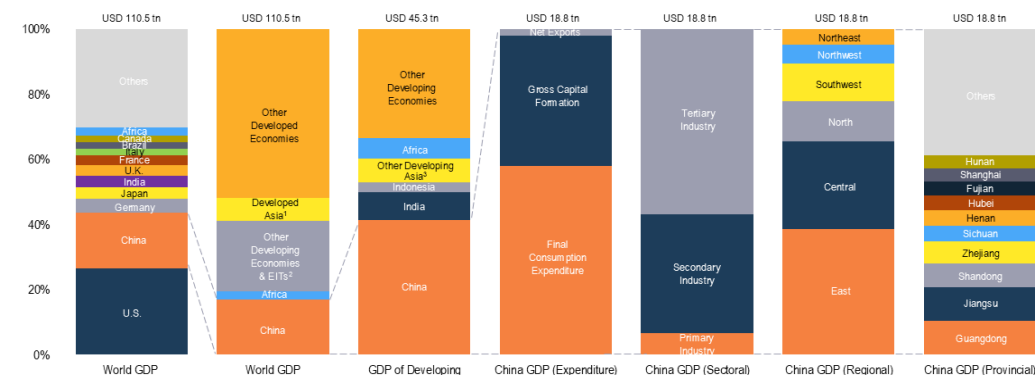 USD 110.5 tn
USD 110.5 tn
USD 45.3 tn
USD 18.8 tn
USD 18.8 tn
USD 18.8 tn
USD 18.8 tn
100%
80%
60%
40%
20%
0%
Others
Africa
Canada
Brazil
Italy
France
U.K.
India
Japan
Germany
China
U.S.
World GDP
Other
Developed
Economies
Developed
Asia¹
Other
Developing
Economies
& EITs²
Africa
China
World GDP
Other
Developing
Economies
Africa
Other Developing
Asia³
Indonesia
India
China
GDP of Developing
Net Exports
Gross Capital
Formation
Final
Consumption
Expenditure
China GDP (Expenditure)
Tertiary
Industry
Secondary
Industry
Primary
Industry
China GDP (Sectoral)
Northeast
Northwest
Southwest
North
Central
East
China GDP (Regional)
Others
Hunan
Shanghai
Fujian
Hubei
Henan
Sichuan
Zhejiang
Shandong
Jiangsu
Guangdong
China GDP (Provincial)